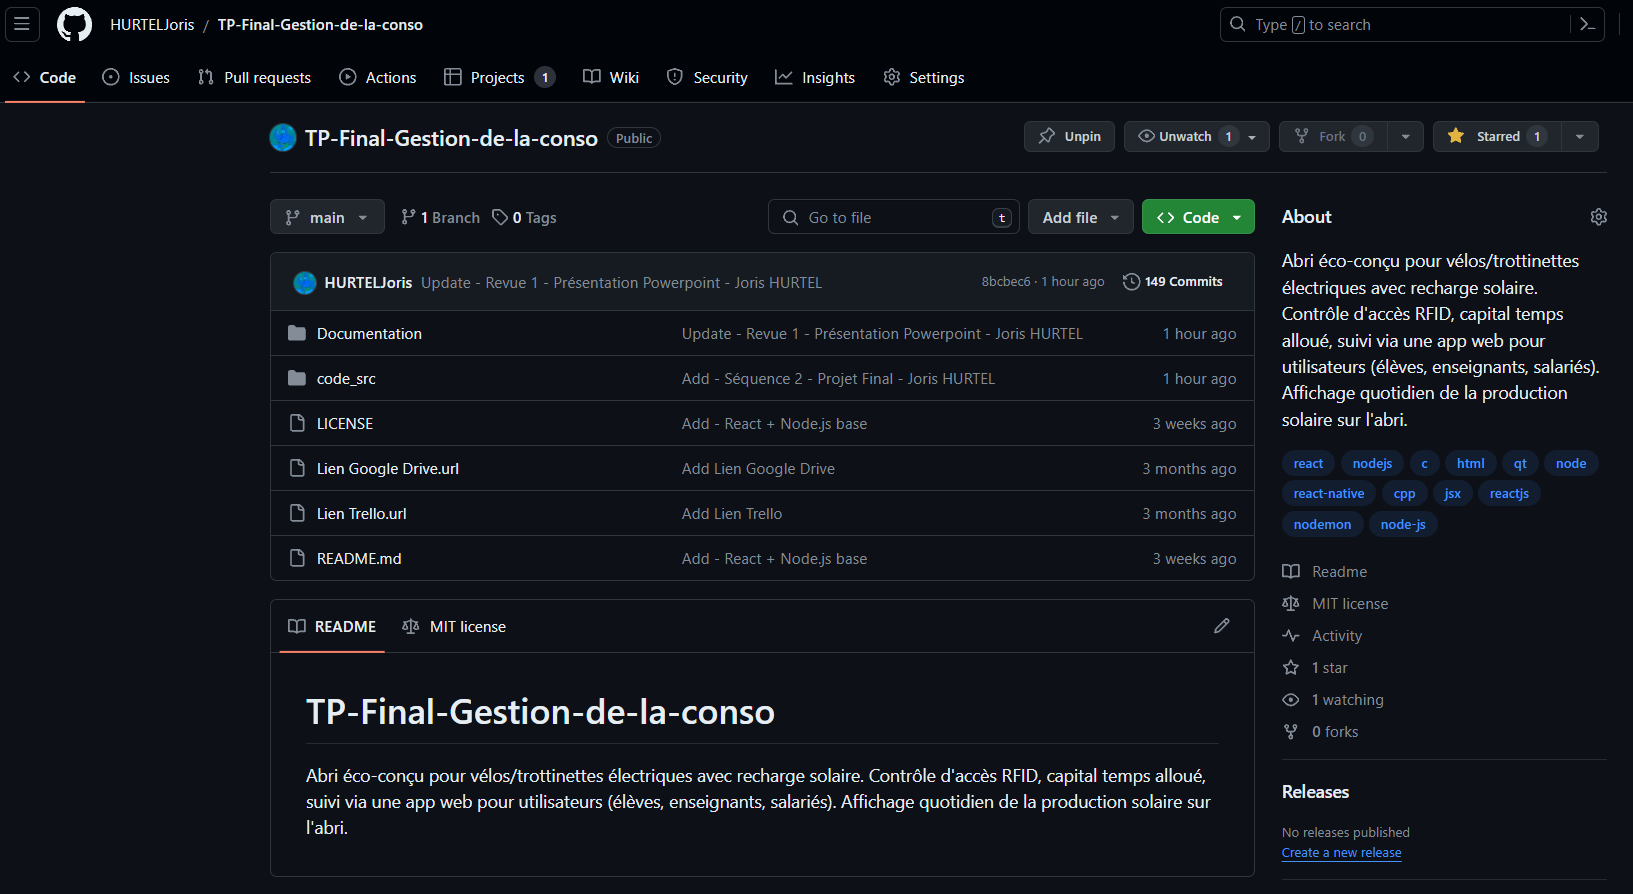 HURTELJoris / TP-Final-Gestion-de-la-conso
Type / to search
Code
Issues
Pull requests
Actions
Projects 1
Wiki
Security
Insights
Settings
TP-Final-Gestion-de-la-conso Public
Unpin
Unwatch 1
Fork 0
Starred 1
main
1 Branch
0 Tags
Go to file t
Add file
Code
HURTELJoris Update - Revue 1 - Présentation Powerpoint - Joris HURTEL 8bcbec6 · 1 hour ago 149 Commits
Documentation Update - Revue 1 - Présentation Powerpoint - Joris HURTEL 1 hour ago
code_src Add - Séquence 2 - Projet Final - Joris HURTEL 1 hour ago
LICENSE Add - React + Node.js base 3 weeks ago
Lien Google Drive.url Add Lien Google Drive 3 months ago
Lien Trello.url Add Lien Trello 3 months ago
README.md Add - React + Node.js base 3 weeks ago
README
MIT license
TP-Final-Gestion-de-la-conso
Abri éco-conçu pour vélos/trottinettes électriques avec recharge solaire. Contrôle d'accès RFID, capital temps alloué,
suivi via une app web pour utilisateurs (élèves, enseignants, salariés). Affichage quotidien de la production solaire sur
l'abri.
About
Abri éco-conçu pour vélos/trottinettes
électriques avec recharge solaire.
Contrôle d'accès RFID, capital temps
alloué, suivi via une app web pour
utilisateurs (élèves, enseignants, salariés).
Affichage quotidien de la production
solaire sur l'abri.
react nodejs c html qt node
react-native cpp jsx reactjs
nodemon node-js
Readme
MIT license
Activity
1 star
1 watching
0 forks
Releases
No releases published
Create a new release